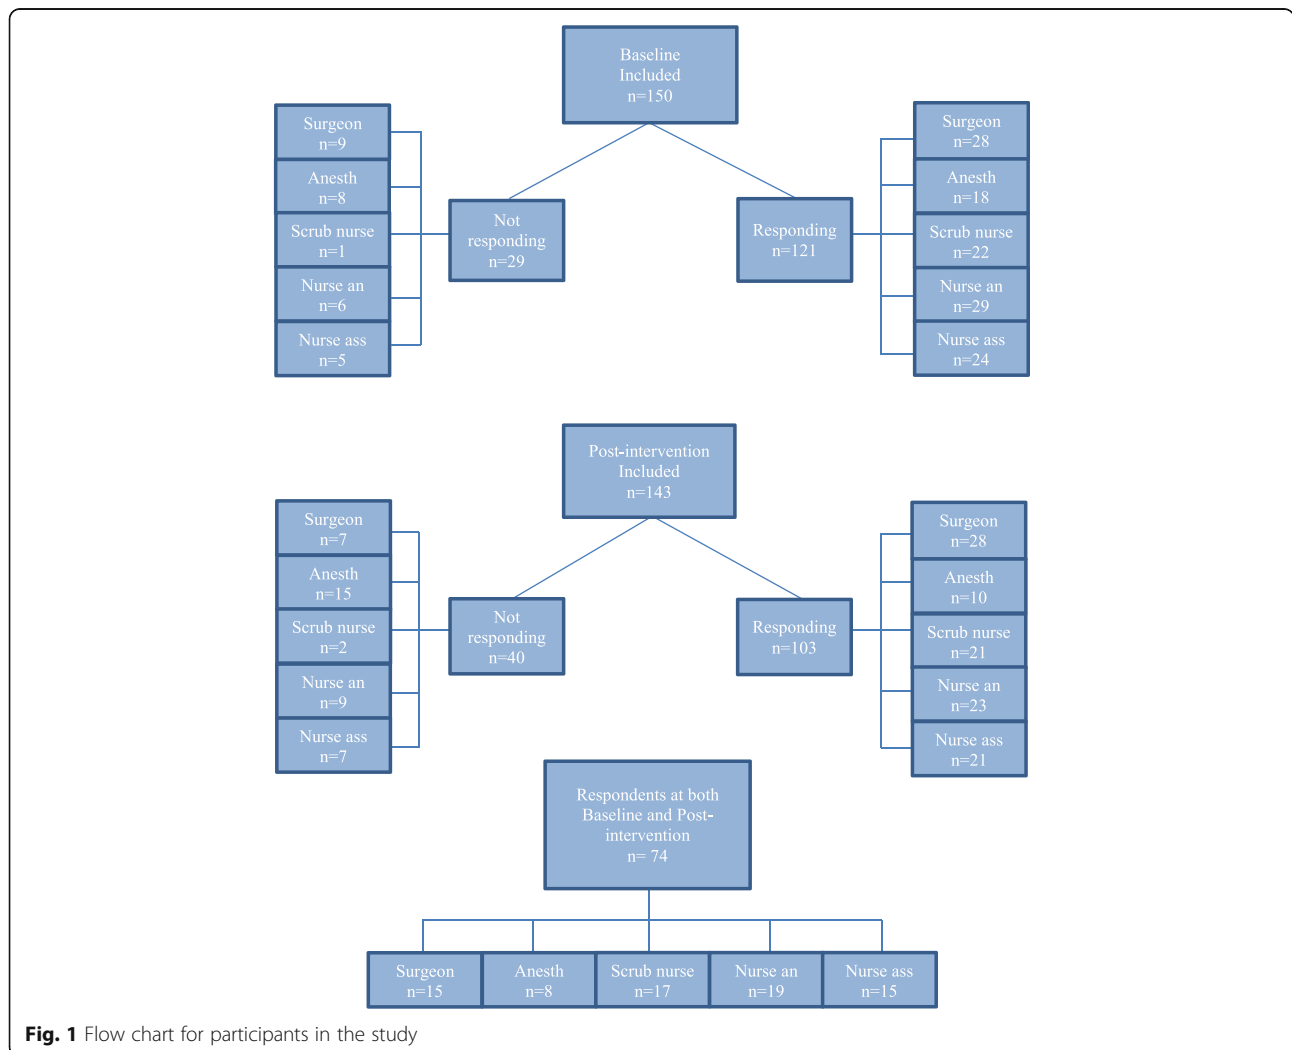 Baseline
Included
n=150
Surgeon
n=9
Anesth
n=8
Scrub nurse
n=1
Nurse an
n=6
Nurse ass
n=5
Not
responding
n=29
Responding
n=121
Surgeon
n=28
Anesth
n=18
Scrub nurse
n=22
Nurse an
n=29
Nurse ass
n=24
Post-intervention
Included
n=143
Surgeon
n=7
Anesth
n=15
Scrub nurse
n=2
Nurse an
n=9
Nurse ass
n=7
Not
responding
n=40
Responding
n=103
Surgeon
n=28
Anesth
n=10
Scrub nurse
n=21
Nurse an
n=23
Nurse ass
n=21
Respondents at both
Baseline and Post-
intervention
n= 74
Surgeon
n=15
Anesth
n=8
Scrub nurse
n=17
Nurse an
n=19
Nurse ass
n=15
Fig. 1 Flow chart for participants in the study